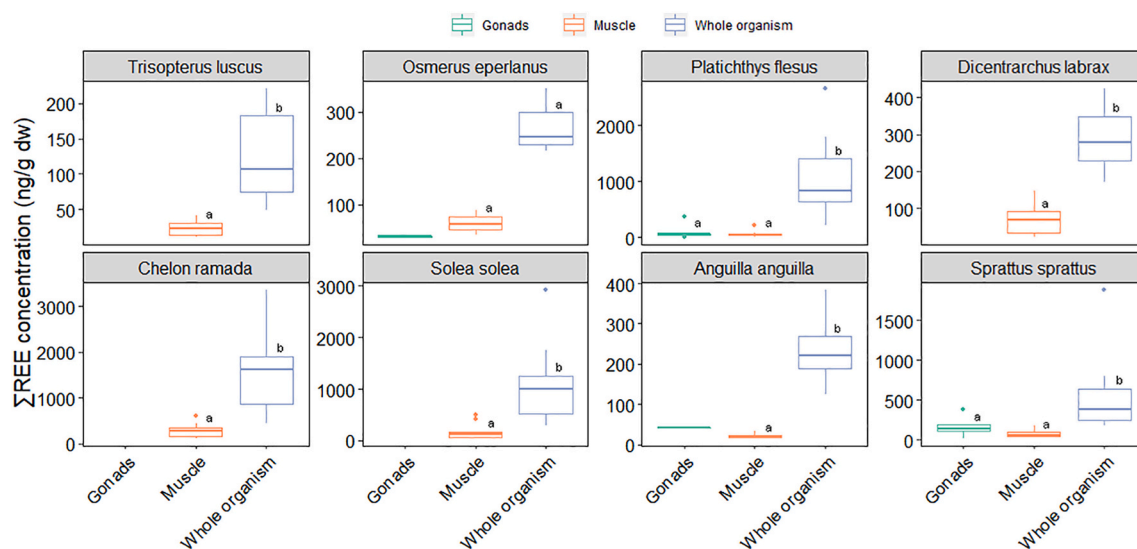 Gonads Muscle Whole organism
Trisopterus luscus Osmerus eperlanus Platichthys flesus Dicentrarchus labrax
∑REE concentration (ng/g dw)
200
150
100
50
a b
300
200
100
a a
2000
1000
0
a a b
400
300
200
100
a b
Chelon ramada Solea solea Anguilla anguilla Sprattus sprattus
3000
2000
1000
0
a b
3000
2000
1000
0
a b
400
300
200
100
0
a b
1500
1000
500
0
a a b
Gonads Muscle Whole organism Gonads Muscle Whole organism Gonads Muscle Whole organism Gonads Muscle Whole organism